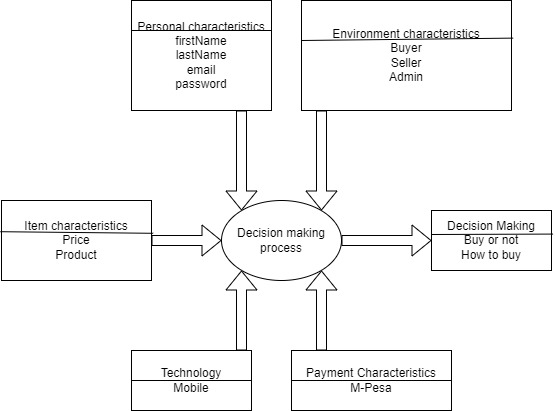 Personal characteristics
firstName
lastName
email
password
Environment characteristics
Buyer
Seller
Admin
Item characteristics
Price
Product
Decision making
process
Decision Making
Buy or not
How to buy
Technology
Mobile
Payment Characteristics
M-Pesa